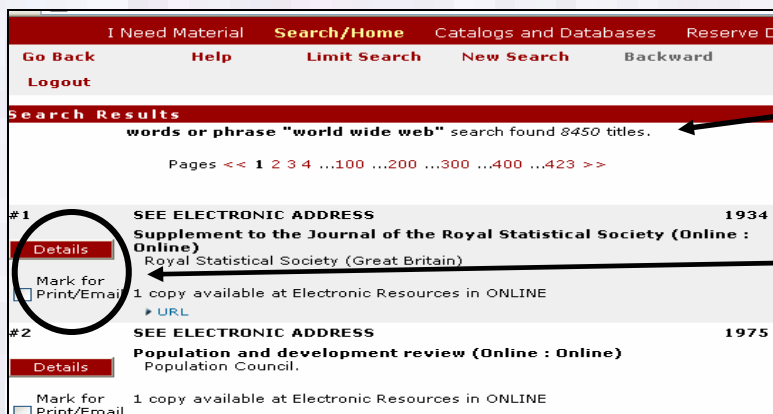 I Need Material Search/Home Catalogs and Databases Reserve D
Go Back Help Limit Search New Search Backward
Logout
Search Results
words or phrase "world wide web" search found 8450 titles.
Pages << 1 2 3 4 ...100 ...200 ...300 ...400 ...423 >>
#1 SEE ELECTRONIC ADDRESS 1934
Supplement to the Journal of the Royal Statistical Society (Online :
Details Online)
Royal Statistical Society (Great Britain)
Mark for
Print/Email 1 copy available at Electronic Resources in ONLINE
URL
#2 SEE ELECTRONIC ADDRESS 1975
Population and development review (Online : Online)
Details Population Council.
Mark for 1 copy available at Electronic Resources in ONLINE
Print/Email